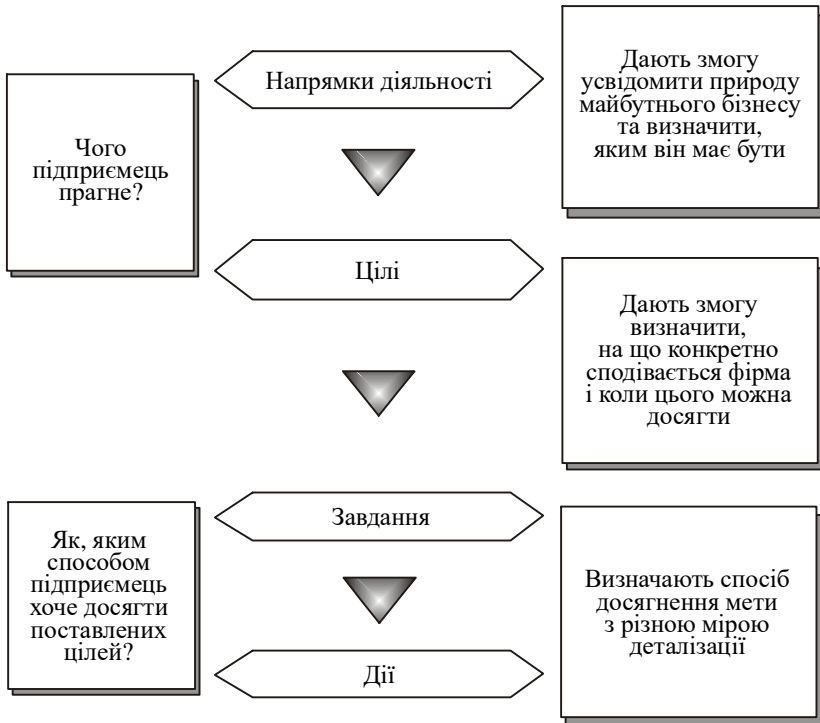 Напрямки діяльності
Дають змогу
усвідомити природу
майбутнього бізнесу
та визначити,
яким він має бути
Чого
підприємець
прагне?
Цілі
Дають змогу
визначити,
на що конкретно
сподівається фірма
і коли цього можна
досягти
Завдання
Як, яким
способом
підприємець
хоче досягти
поставлених
цілей?
Визначають спосіб
досягнення мети
з різною мірою
деталізації
Дії